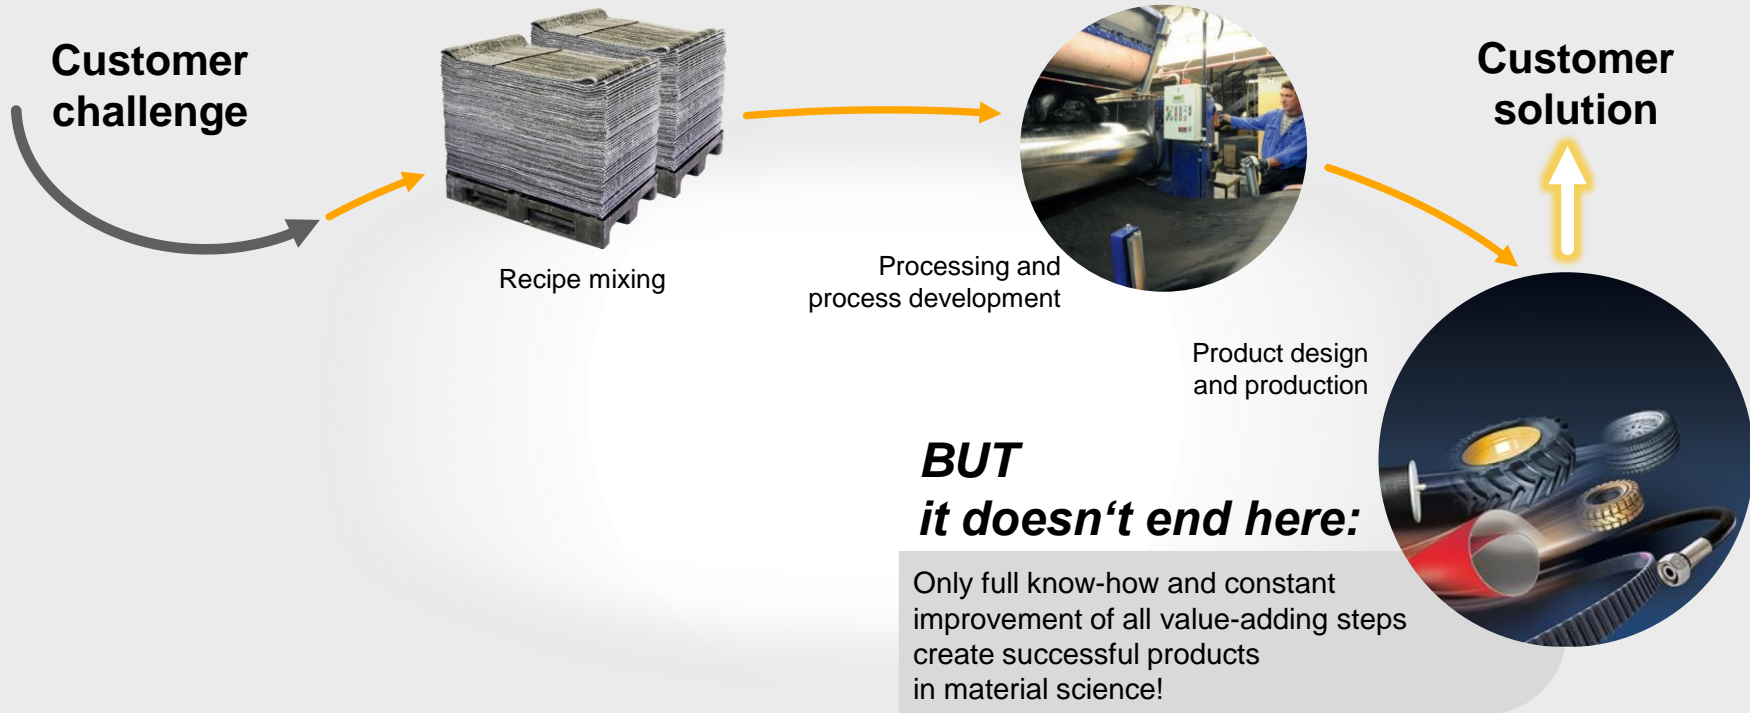 Customer
challenge
Recipe mixing
Processing and
process development
Customer
solution
Product design
and production
BUT
it doesn‘t end here:
Only full know-how and constant
improvement of all value-adding steps
create successful products
in material science!